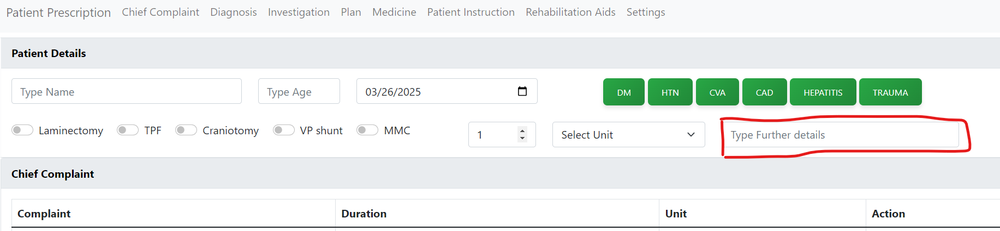 Patient Prescription Chief Complaint Diagnosis Investigation Plan Medicine Patient Instruction Rehabilitation Aids Settings
Patient Details
Type Name Type Age 03/26/2025 DM HTN CVA CAD HEPATITIS TRAUMA
Laminectomy TPF Craniotomy VP shunt MMC 1 Select Unit Type Further details
Chief Complaint
Complaint Duration Unit Action